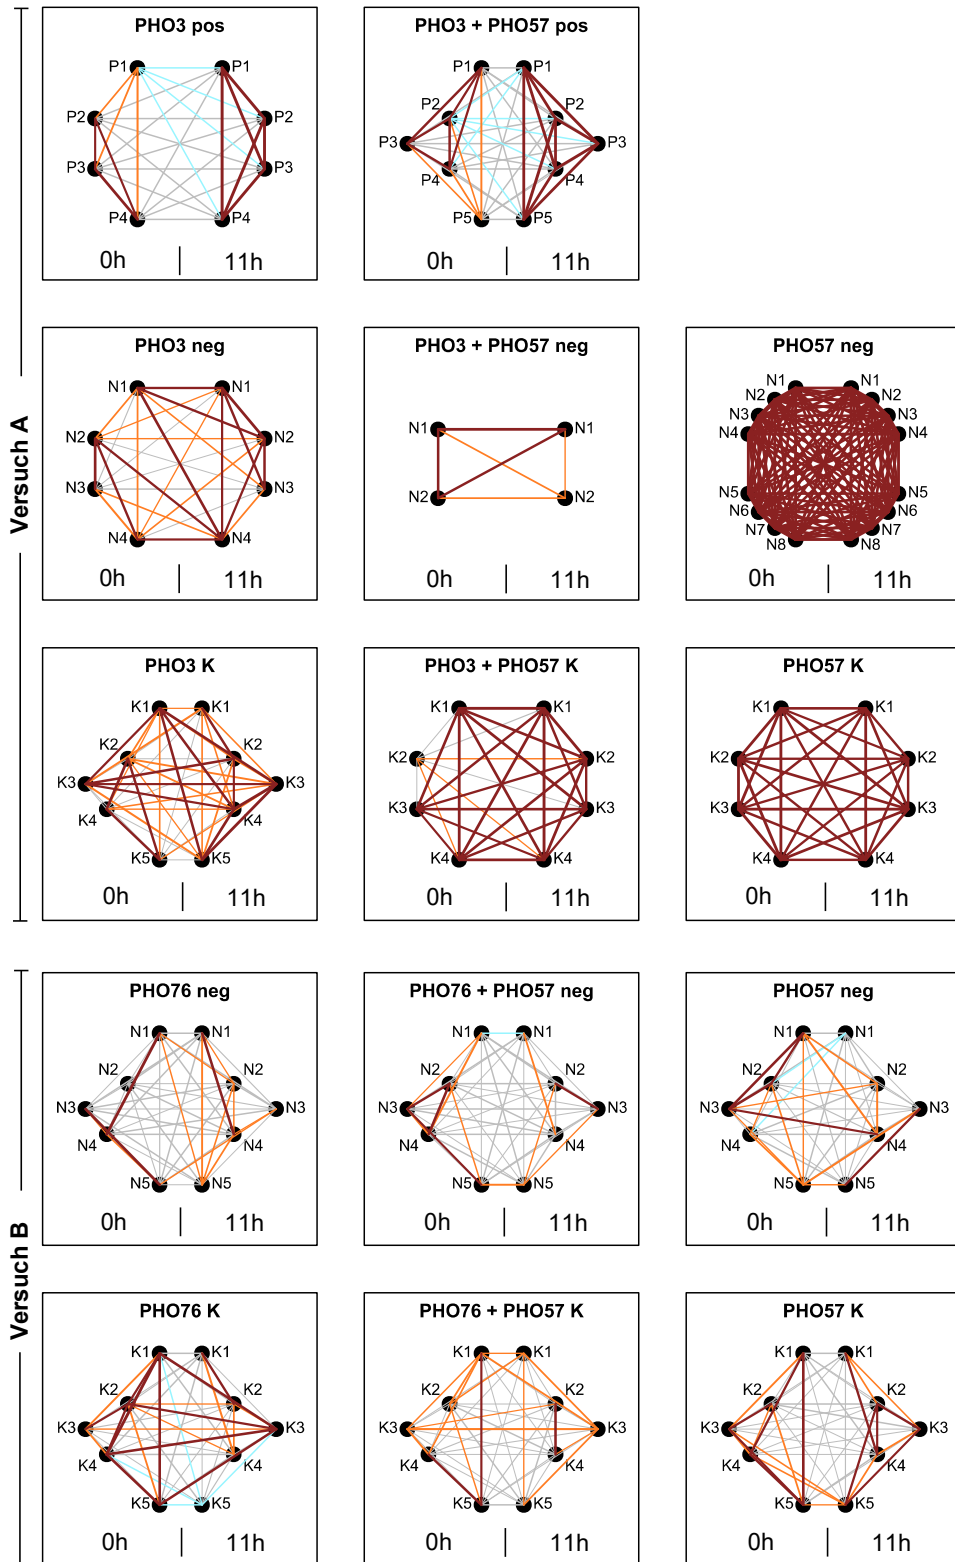 Versuch A
PHO3 pos
P1 P1
P2 P2
P3 P3
P4 P4
0h | 11h
PHO3 + PHO57 pos
P1 P1
P2 P2
P3 P3
P4 P4
P5 P5
0h | 11h
PHO3 neg
N1 N1
N2 N2
N3 N3
N4 N4
0h | 11h
PHO3 + PHO57 neg
N1 N1
N2 N2
0h | 11h
PHO57 neg
N1 N1
N2 N2
N3 N3
N4 N4
N5 N5
N6 N6
N7 N7
N8 N8
0h | 11h
PHO3 K
K1 K1
K2 K2
K3 K3
K4 K4
K5 K5
0h | 11h
PHO3 + PHO57 K
K1 K1
K2 K2
K3 K3
K4 K4
0h | 11h
PHO57 K
K1 K1
K2 K2
K3 K3
K4 K4
0h | 11h
Versuch B
PHO76 neg
N1 N1
N2 N2
N3 N3
N4 N4
N5 N5
0h | 11h
PHO76 + PHO57 neg
N1 N1
N2 N2
N3 N3
N4 N4
N5 N5
0h | 11h
PHO57 neg
N1 N1
N2 N2
N3 N3
N4 N4
N5 N5
0h | 11h
PHO76 K
K1 K1
K2 K2
K3 K3
K4 K4
K5 K5
0h | 11h
PHO76 + PHO57 K
K1 K1
K2 K2
K3 K3
K4 K4
K5 K5
0h | 11h
PHO57 K
K1 K1
K2 K2
K3 K3
K4 K4
K5 K5
0h | 11h